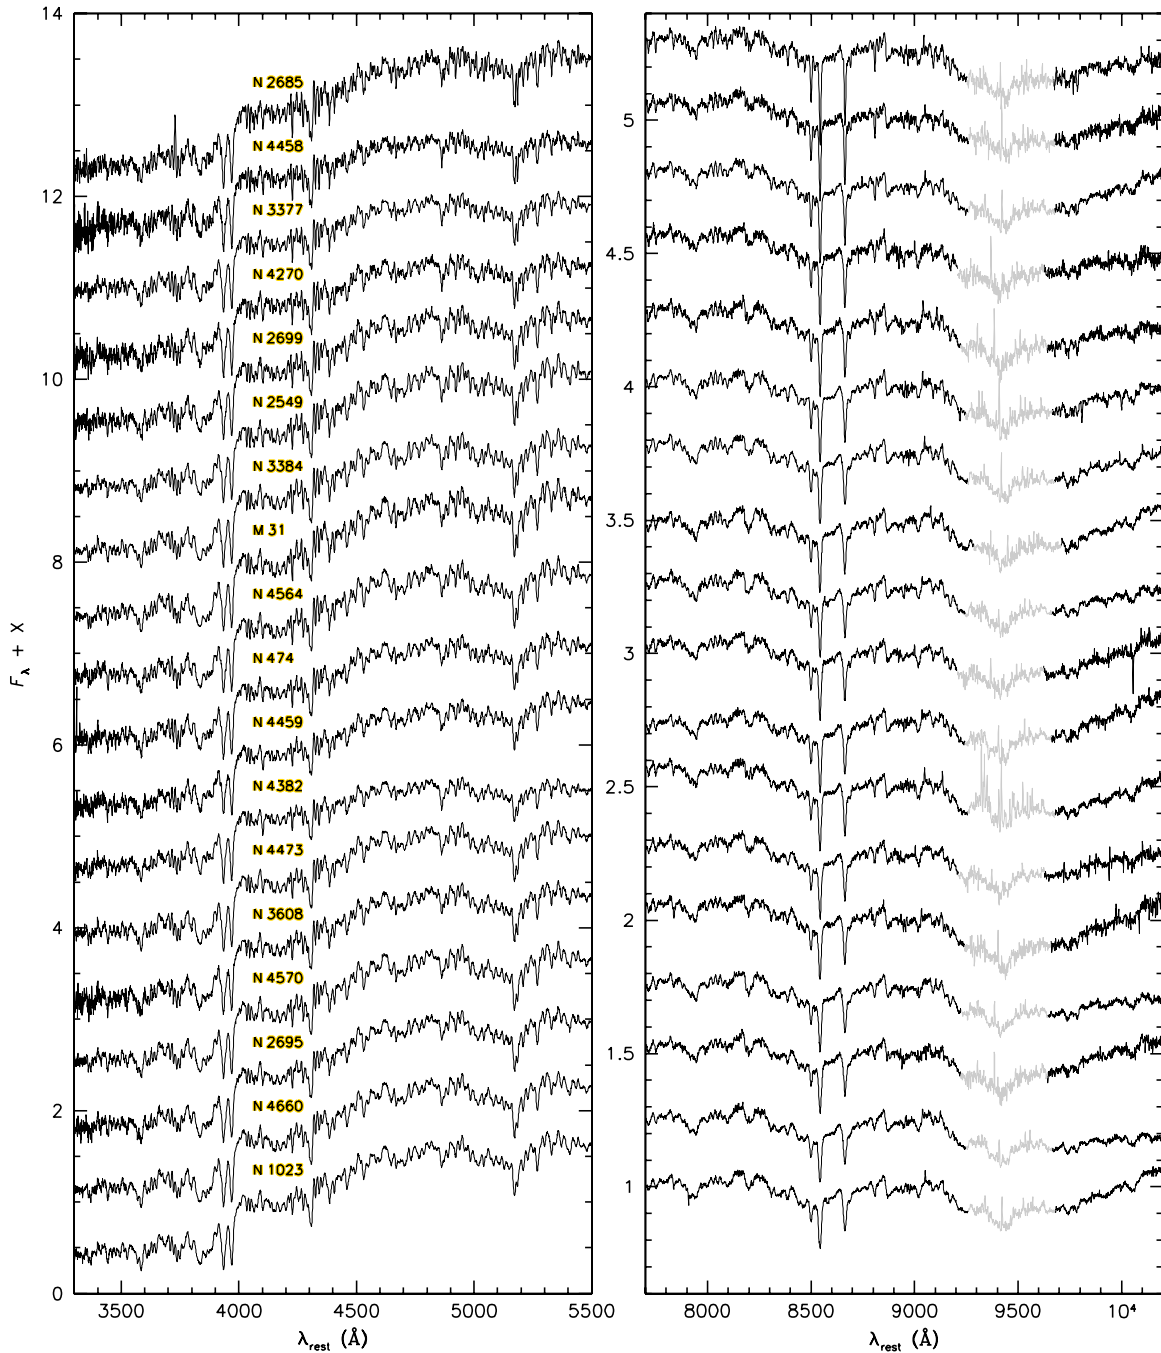 14
12
10
8
6
4
2
0
F_λ + X
N 2685
N 4458
N 3377
N 4270
N 2699
N 2549
N 3384
M 31
N 4564
N 474
N 4459
N 4382
N 4473
N 3608
N 4570
N 2695
N 4660
N 1023
3500 4000 4500 5000 5500
λ_rest (Å)
5
4.5
4
3.5
3
2.5
2
1.5
1
8000 8500 9000 9500 10⁴
λ_rest (Å)